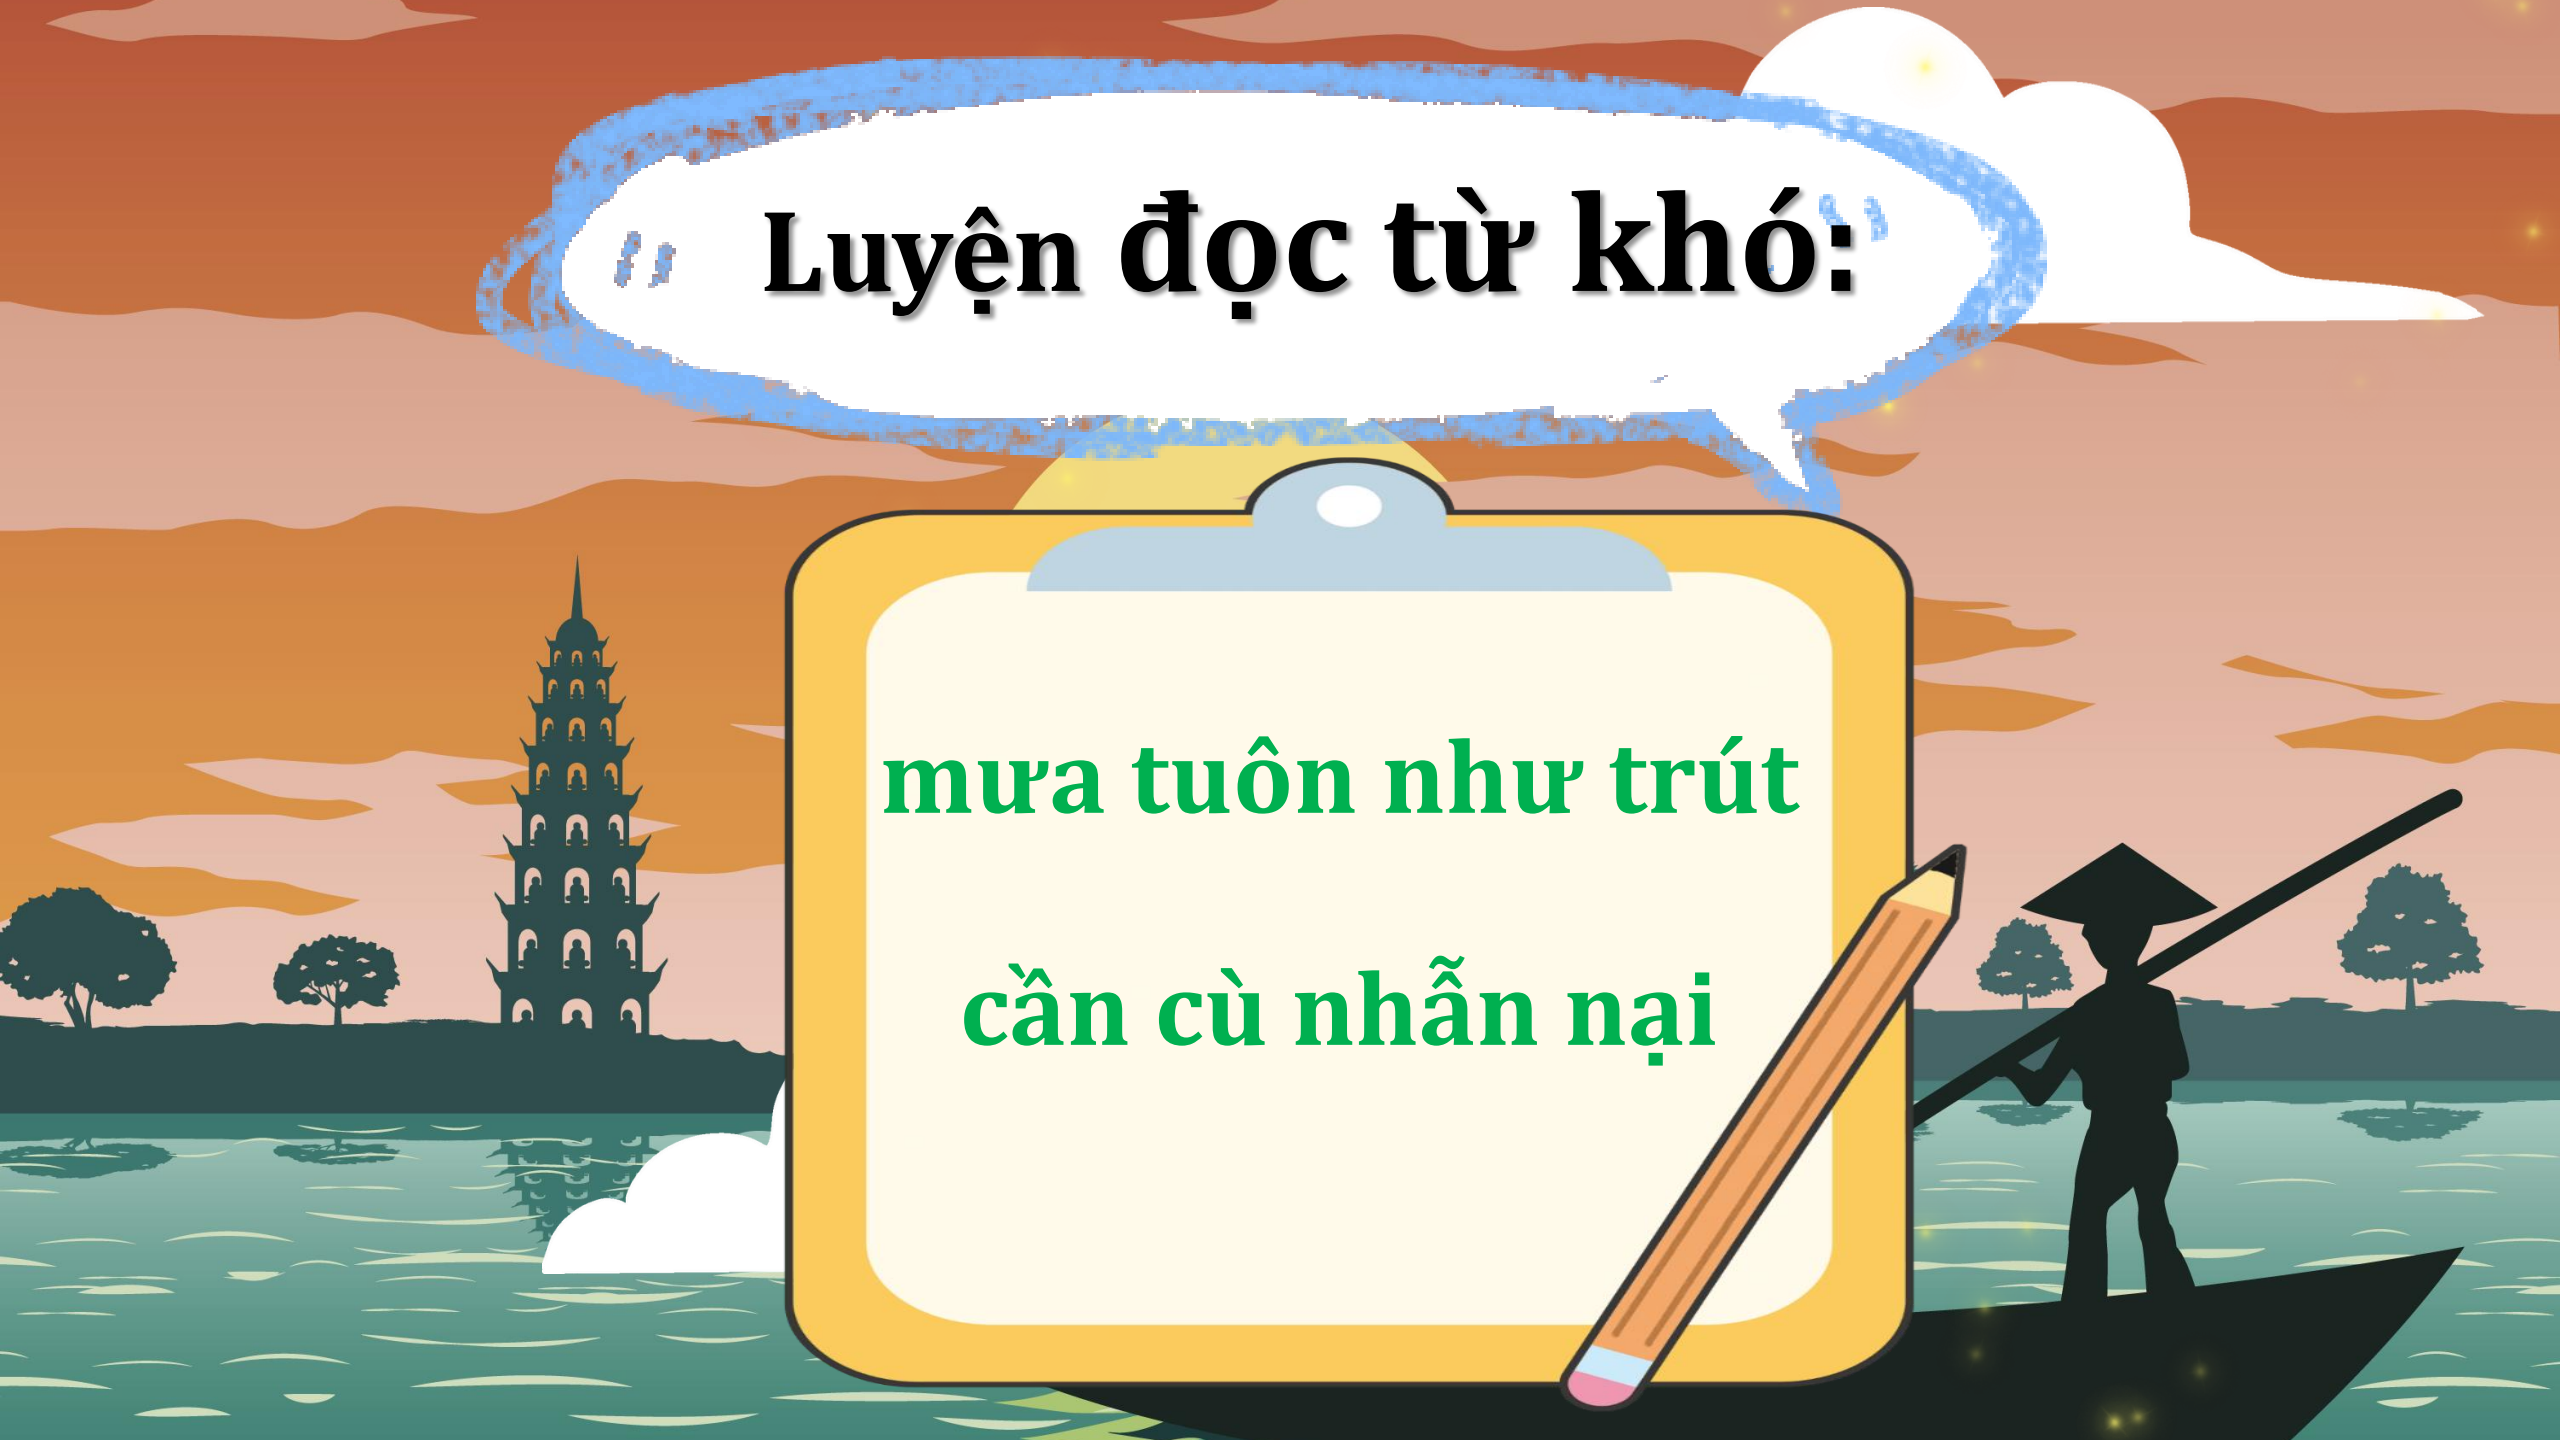 Luyện đọc từ khó:
mưa tuôn như trút
cần cù nhẫn nại